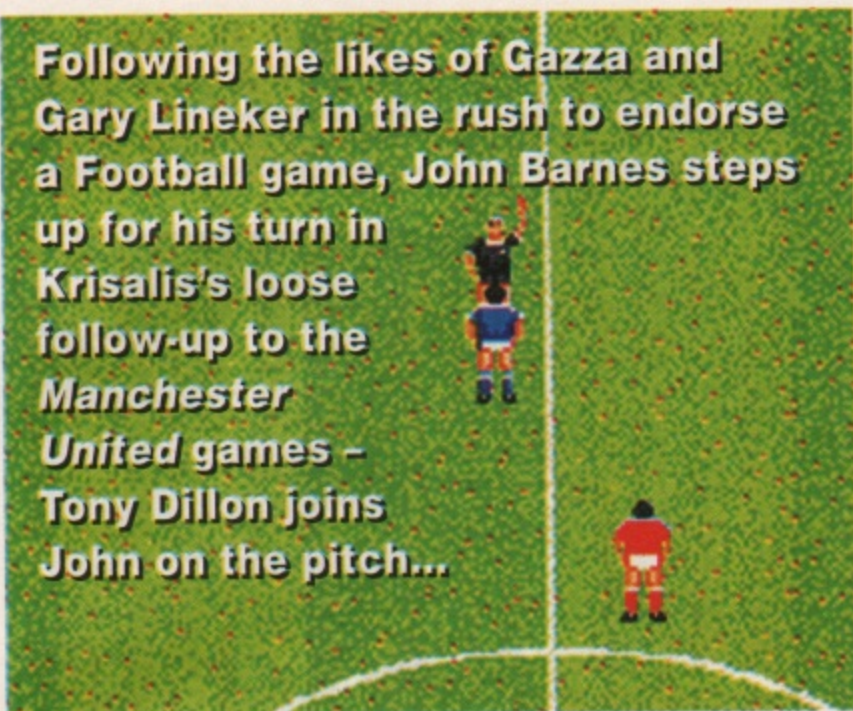 Following the likes of Gazza and
Gary Lineker in the rush to endorse
a Football game, John Barnes steps
up for his turn in
Krisalis's loose
follow-up to the
Manchester
United games –
Tony Dillon joins
John on the pitch...